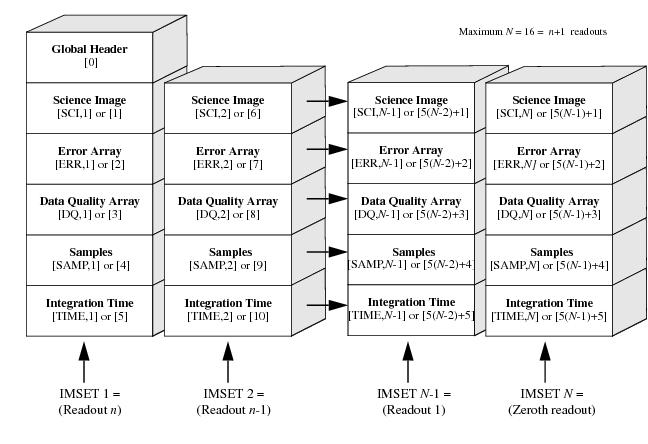 Maximum N = 16 = n+1 readouts
Global Header
[0]
Science Image
[SCI,1] or [1]
Error Array
[ERR,1] or [2]
Data Quality Array
[DQ,1] or [3]
Samples
[SAMP,1] or [4]
Integration Time
[TIME,1] or [5]
IMSET 1 =
(Readout n)
Science Image
[SCI,2] or [6]
Error Array
[ERR,2] or [7]
Data Quality Array
[DQ,2] or [8]
Samples
[SAMP,2] or [9]
Integration Time
[TIME,2] or [10]
IMSET 2 =
(Readout n-1)
Science Image
[SCI,N-1] or [5(N-2)+1]
Error Array
[ERR,N-1] or [5(N-2)+2]
Data Quality Array
[DQ,N-1] or [5(N-2)+3]
Samples
[SAMP,N-1] or [5(N-2)+4]
Integration Time
[TIME,N-1] or [5(N-2)+5]
IMSET N-1 =
(Readout 1)
Science Image
[SCI,N] or [5(N-1)+1]
Error Array
[ERR,N] or [5(N-1)+2]
Data Quality Array
[DQ,N] or [5(N-1)+3]
Samples
[SAMP,N] or [5(N-1)+4]
Integration Time
[TIME,N] or [5(N-1)+5]
IMSET N =
(Zeroth readout)